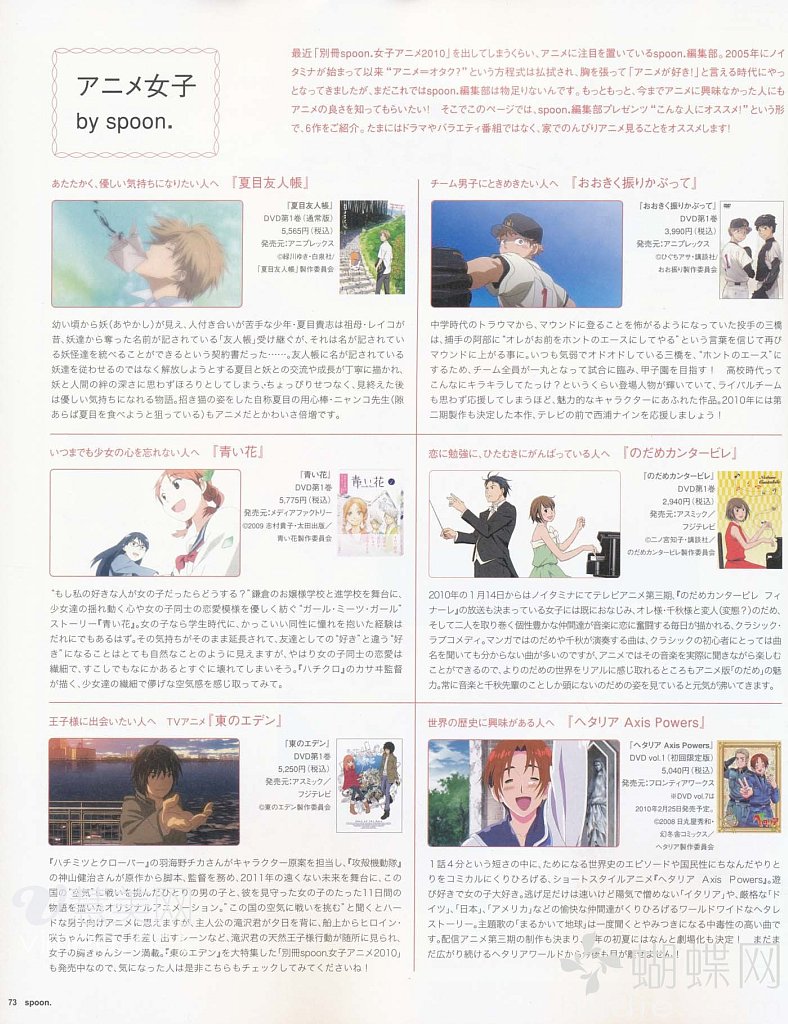 アニメ女子
by spoon.
最近「別冊spoon.女子アニメ2010」を出してしまうくらい、アニメに注目を置いているspoon.編集部。2005年にノイ
タミナが始まって以来 “アニメ=オタク?” という方程式は払拭され、胸を張って「アニメが好き!」と言える時代にやっ
となってきましたが、まだこれではspoon.編集部は物足りないんです。もっともっと、今までアニメに興味なかった人にも
アニメの良さを知ってもらいたい! そこでこのページでは、spoon.編集部プレゼンツ “こんな人にオススメ!” という形
で、6作をご紹介。たまにはドラマやバラエティ番組ではなく、家でのんびりアニメ見ることをオススメします!
あたたかく、優しい気持ちになりたい人へ 『夏目友人帳』
『夏目友人帳』
DVD第1巻(通常版)
5,565円(税込)
発売元:アニプレックス
©緑川ゆき・白泉社/
「夏目友人帳」製作委員会
幼い頃から妖(あやかし)が見え、人付き合いが苦手な少年・夏目貴志は祖母・レイコが
昔、妖達から奪った名前が記されている「友人帳」受け継ぐが、それは名が記されてい
る妖怪達を統べることができるという契約書だった……。友人帳に名が記されている
妖達を従わせるのではなく解放しようとする夏目と妖との交流や成長が丁寧に描かれ、
妖と人間の絆の深さに思わずほろりとしてしまう。ちょっぴりせつなく、見終えた後
は優しい気持ちになれる物語。招き猫の姿をした自称夏目の用心棒・ニャンコ先生(隙
あらば夏目を食べようと狙っている)もアニメだとかわいさ倍増です。
チーム男子にときめきたい人へ 『おおきく振りかぶって』
『おおきく振りかぶって』
DVD第1巻
3,990円(税込)
発売元:アニプレックス
©ひぐちアサ・講談社/
おお振り製作委員会
中学時代のトラウマから、マウンドに登ることを怖がるようになっていた投手の三橋
は、捕手の阿部に “オレがお前をホントのエースにしてやる” という言葉を信じて再び
マウンドに上がる事に。いつも気弱でオドオドしている三橋を、“ホントのエース” に
するため、チーム全員が一丸となって試合に臨み、甲子園を目指す! 高校時代って
こんなにキラキラしてたっけ?というくらい登場人物が輝いていて、ライバルチーム
も思わず応援してしまうほど、魅力的なキャラクターにあふれた作品。2010年には第
二期製作も決定した本作、テレビの前で西浦ナインを応援しましょう!
いつまでも少女の心を忘れない人へ 『青い花』
『青い花』
DVD第1巻
5,775円(税込)
発売元:メディアファクトリー
©2009 志村貴子・太田出版/
青い花製作委員会
青い花
“もし私の好きな人が女の子だったらどうする?” 鎌倉のお嬢様学校と進学校を舞台に、
少女達の揺れ動く心や女の子同士の恋愛模様を優しく紡ぐ “ガール・ミーツ・ガール”
ストーリー『青い花』。女の子なら学生時代に、かっこいい同性に憧れを抱いた経験は
だれにでもあるはず。その気持ちがそのまま延長されて、友達としての “好き” と違う “好
き” になることはとても自然なことのように見えますが、やはり女の子同士の恋愛は
繊細で、すこしでもなにかあるとすぐに壊れてしまいそう。『ハチクロ』のカサヰ監督
が描く、少女達の繊細で儚げな空気感を感じ取ってみて。
恋に勉強に、ひたむきにがんばっている人へ 『のだめカンタービレ』
『のだめカンタービレ』
DVD第1巻
2,940円(税込)
発売元:アスミック/
フジテレビ
©二ノ宮知子・講談社/
のだめカンタービレ製作委員会
2010年の1月14日からはノイタミナにてテレビアニメ第三期、『のだめカンタービレ フィ
ナーレ』の放送も決まっている女子には既におなじみ、オレ様・千秋様と変人(変態?)のだめ、
そして二人を取り巻く個性豊かな仲間達が音楽に恋に奮闘する毎日が描かれる、クラシック・
ラブコメディ。マンガではのだめや千秋が演奏する曲は、クラシックの初心者にとっては曲
名を聞いても分からない曲が多いのですが、アニメではその音楽を実際に聞きながら楽しむ
ことができるので、よりのだめの世界をリアルに感じ取れるところもアニメ版「のだめ」の魅
力。常に音楽と千秋先輩のことしか頭にないのだめの姿を見ていると元気が沸いてきます。
王子様に出会いたい人へ TVアニメ『東のエデン』
『東のエデン』
DVD第1巻
5,250円(税込)
発売元:アスミック/
フジテレビ
©東のエデン製作委員会
『ハチミツとクローバー』の羽海野チカさんがキャラクター原案を担当し、『攻殻機動隊』
の神山健治さんが原作から脚本、監督を務め、2011年の遠くない未来を舞台に、この
国の “空気” に戦いを挑んだひとりの男の子と、彼を見守った女の子のたった11日間の
物語を描いたオリジナルアニメーション。“この国の空気に戦いを挑む” と聞くとハー
ドな男子向けアニメに思えますが、主人公の滝沢君が夕日を背に、船上からヒロイン・
咲ちゃんに無言で手を差し出すシーンなど、滝沢君の天然王子様行動が随所に見られ、
女子の胸きゅんシーン満載。『東のエデン』を大特集した「別冊spoon.女子アニメ2010」
も発売中なので、気になった人は是非こちらもチェックしてみてくださいね!
世界の歴史に興味がある人へ 『ヘタリア Axis Powers』
『ヘタリア Axis Powers』
DVD vol.1(初回限定版)
5,040円(税込)
発売元:フロンティアワークス
※DVD vol.7は
2010年2月25日発売予定。
©2008 日丸屋秀和・
幻冬舎コミックス/
ヘタリア製作委員会
ヘタリア
1話4分という短さの中に、ためになる世界史のエピソードや国民性にちなんだやりと
りをコミカルにくりひろげる、ショートスタイルアニメ『ヘタリア Axis Powers』。遊
び好きで女の子大好き。逃げ足だけは速いけど陽気で憎めない「イタリア」や、厳格な「ド
イツ」、「日本」、「アメリカ」などの愉快な仲間達がくりひろげるワールドワイドなヘタレ
ストーリー。主題歌の「まるかいて地球」は一度聞くとやみつきになる中毒性の高い曲で
す。配信アニメ第三期の制作も決まり、年の初夏にはなんと劇場化も決定! まだま
だ広がり続けるヘタリアワールドから今後も目が離せません!
73 spoon.
蝴蝶网